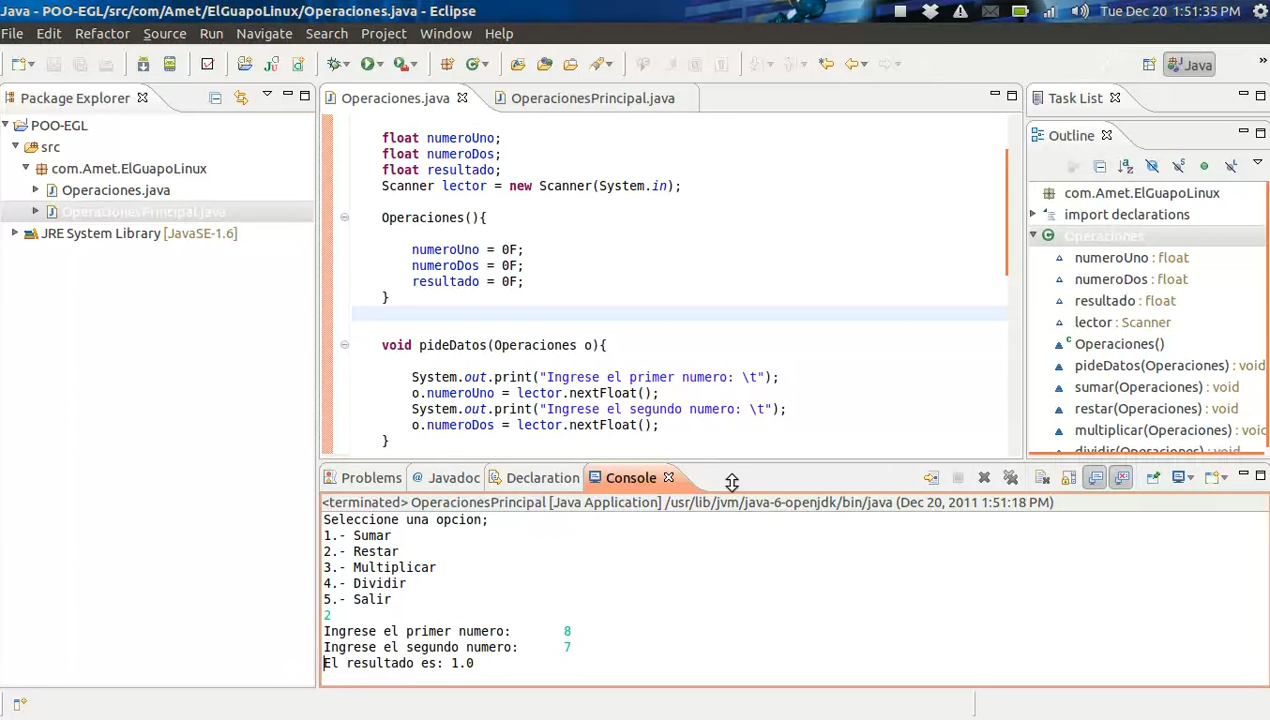 Java - POO-EGL/src/com/Amet/ElGuapoLinux/Operaciones.java - Eclipse
Tue Dec 20 1:51:35 PM
File Edit Refactor Source Run Navigate Search Project Window Help
Java
Package Explorer
POO-EGL
src
com.Amet.ElGuapoLinux
Operaciones.java
OperacionesPrincipal.java
JRE System Library [JavaSE-1.6]
Operaciones.java OperacionesPrincipal.java
float numeroUno;
float numeroDos;
float resultado;
Scanner lector = new Scanner(System.in);
Operaciones(){
numeroUno = 0F;
numeroDos = 0F;
resultado = 0F;
}
void pideDatos(Operaciones o){
System.out.print("Ingrese el primer numero: \t");
o.numeroUno = lector.nextFloat();
System.out.print("Ingrese el segundo numero: \t");
o.numeroDos = lector.nextFloat();
}
Task List
Outline
com.Amet.ElGuapoLinux
import declarations
Operaciones
numeroUno : float
numeroDos : float
resultado : float
lector : Scanner
Operaciones()
pideDatos(Operaciones) : void
sumar(Operaciones) : void
restar(Operaciones) : void
multiplicar(Operaciones) : void
dividir(Operaciones) : void
Problems @ Javadoc Declaration Console
<terminated> OperacionesPrincipal [Java Application] /usr/lib/jvm/java-6-openjdk/bin/java (Dec 20, 2011 1:51:18 PM)
Seleccione una opcion;
1.- Sumar
2.- Restar
3.- Multiplicar
4.- Dividir
5.- Salir
2
Ingrese el primer numero: 8
Ingrese el segundo numero: 7
El resultado es: 1.0